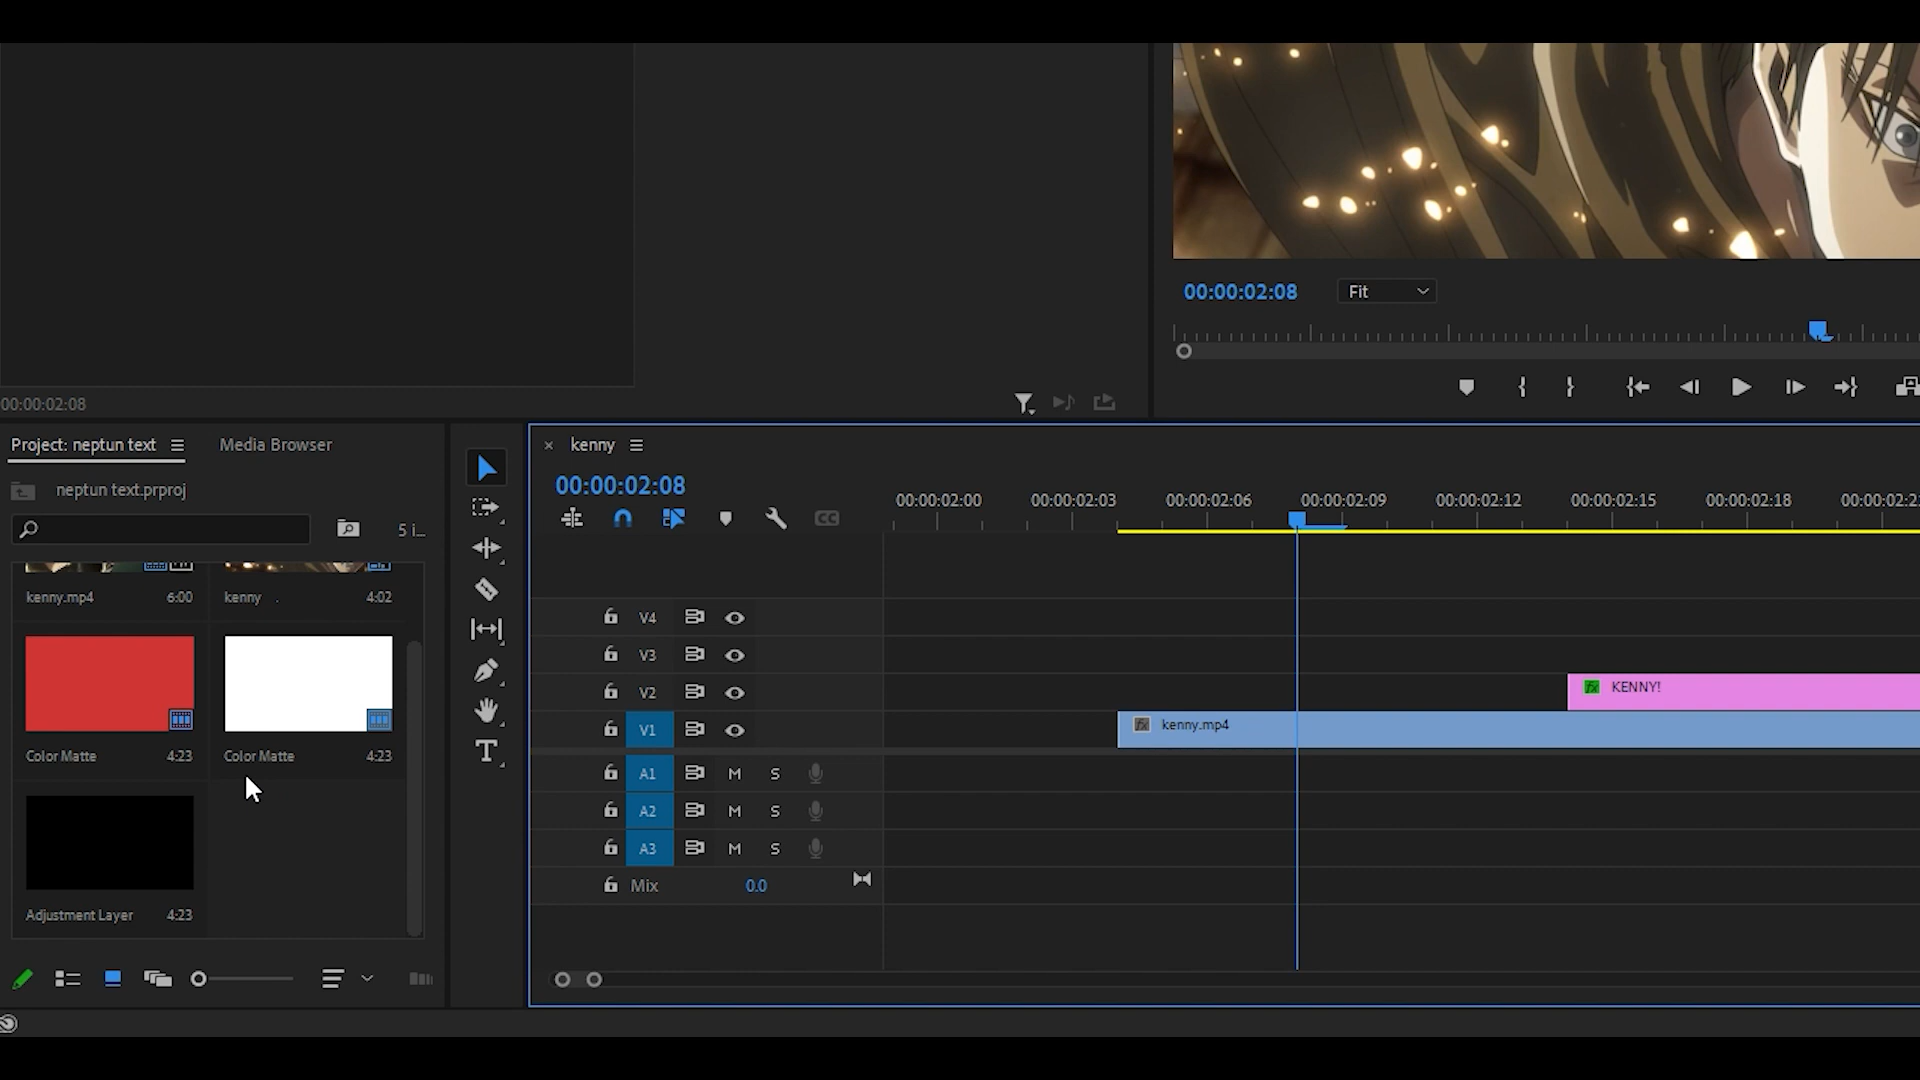 00:00:02:08
Fit
00:00:02:08
Project: neptun text
Media Browser
neptun text.prproj
5 i...
kenny.mp4 6:00
kenny . 4:02
Color Matte 4:23
Color Matte 4:23
Adjustment Layer 4:23
kenny
00:00:02:08
00:00:02:00 00:00:02:03 00:00:02:06 00:00:02:09 00:00:02:12 00:00:02:15 00:00:02:18
V4
V3
V2
fx KENNY!
V1
fx kenny.mp4
A1 M S
A2 M S
A3 M S
Mix 0.0